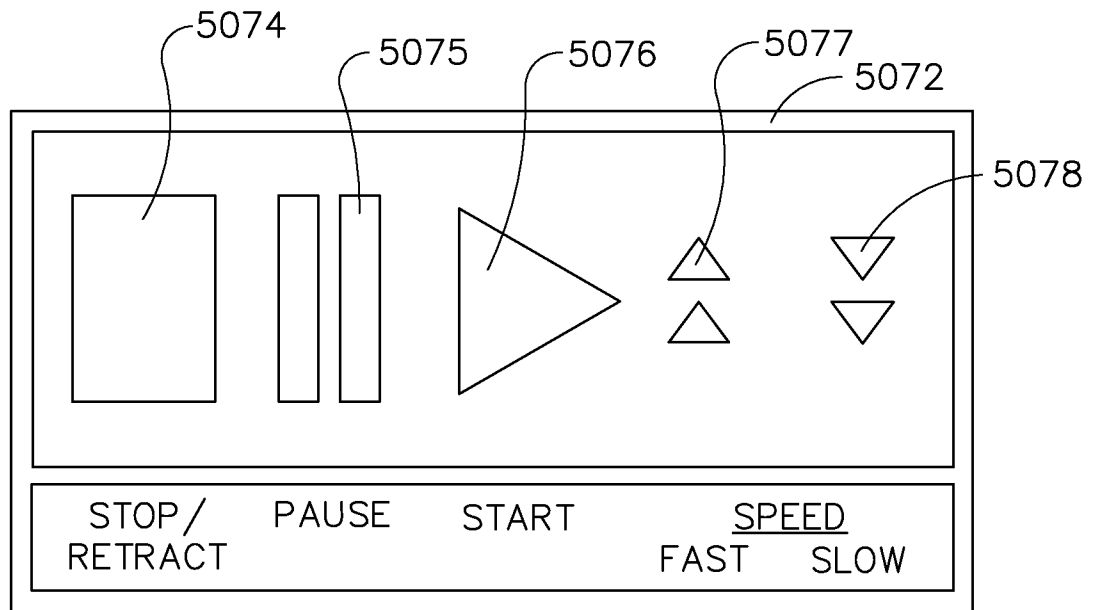 5074
5075
5076
5077
5072
5078
STOP/
RETRACT
PAUSE
START
SPEED
FAST
SLOW